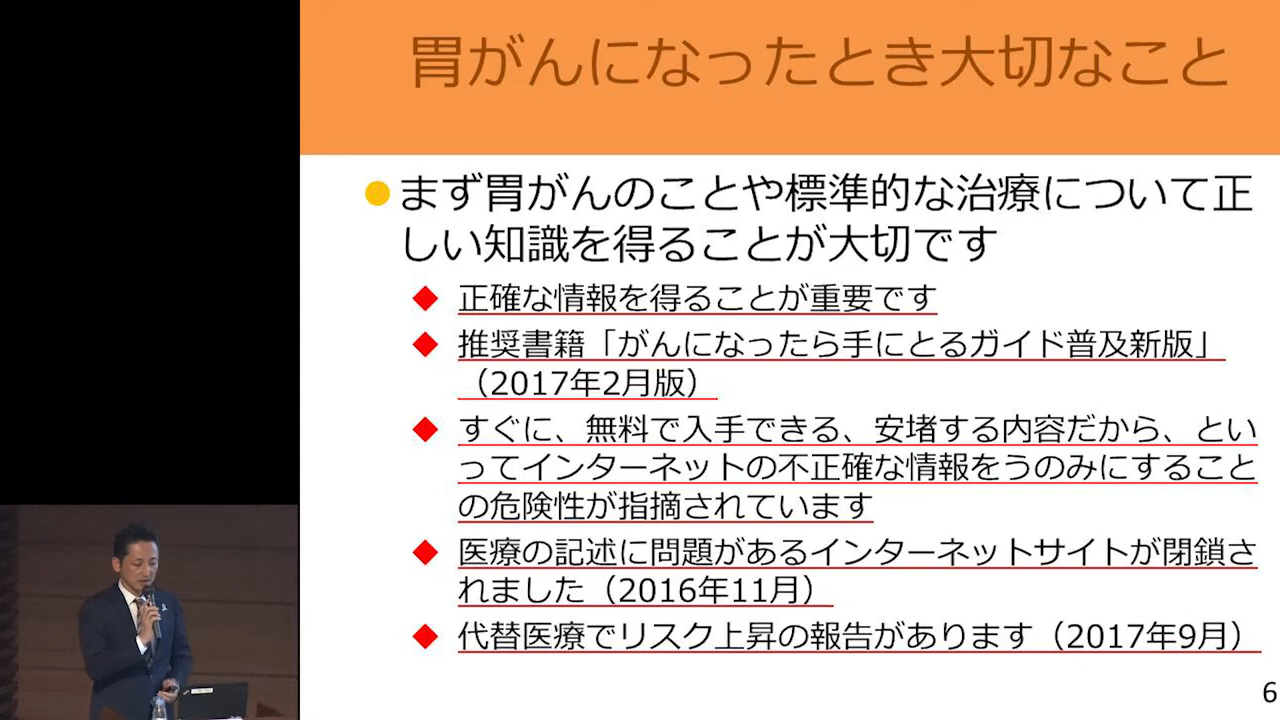 胃がんになったとき大切なこと
まず胃がんのことや標準的な治療について正
しい知識を得ることが大切です
正確な情報を得ることが重要です
推奨書籍「がんになったら手にとるガイド普及新版」
（2017年2月版）
すぐに、無料で入手できる、安堵する内容だから、とい
ってインターネットの不正確な情報をうのみにすること
の危険性が指摘されています
医療の記述に問題があるインターネットサイトが閉鎖さ
れました（2016年11月）
代替医療でリスク上昇の報告があります（2017年9月）
6